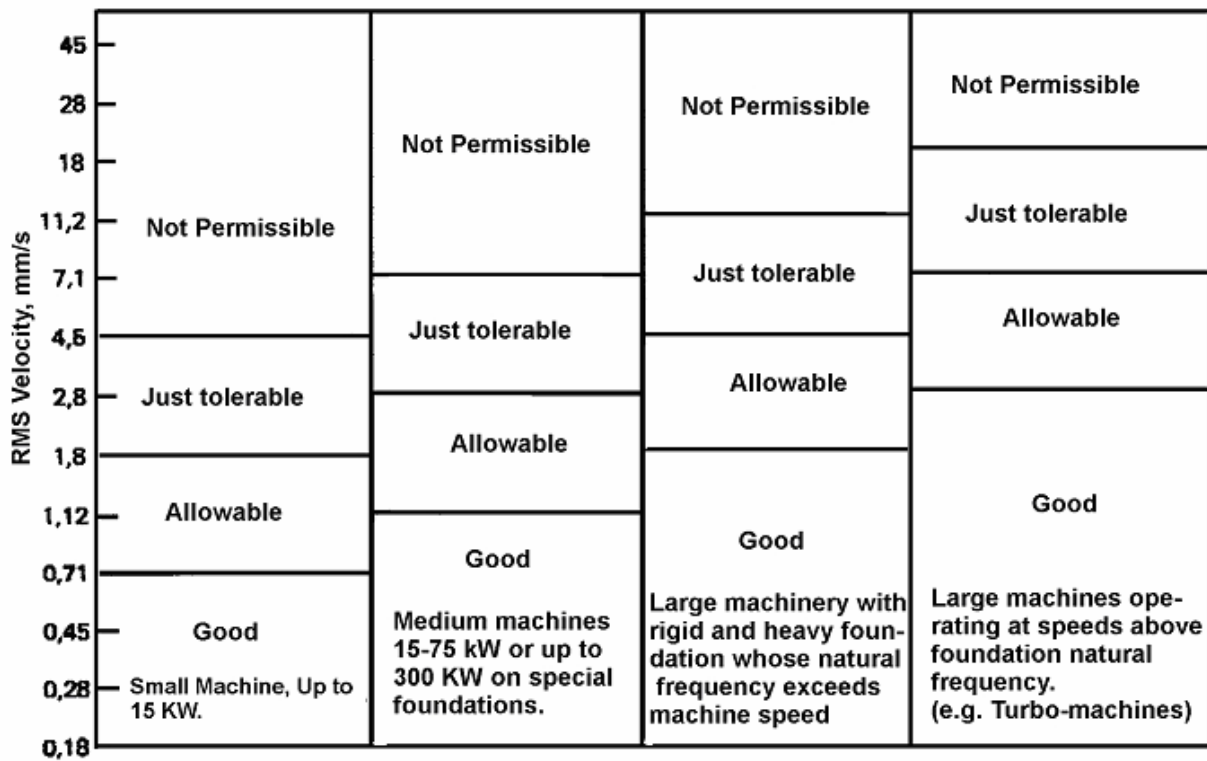 RMS Velocity, mm/s
45
28
18
11,2
7,1
4,5
2,8
1,8
1,12
0,71
0,45
0,28
0,18
Not Permissible
Just tolerable
Allowable
Good
Small Machine, Up to
15 KW.
Not Permissible
Just tolerable
Allowable
Good
Medium machines
15-75 kW or up to
300 KW on special
foundations.
Not Permissible
Just tolerable
Allowable
Good
Large machinery with
rigid and heavy foun-
dation whose natural
frequency exceeds
machine speed
Not Permissible
Just tolerable
Allowable
Good
Large machines ope-
rating at speeds above
foundation natural
frequency.
(e.g. Turbo-machines)